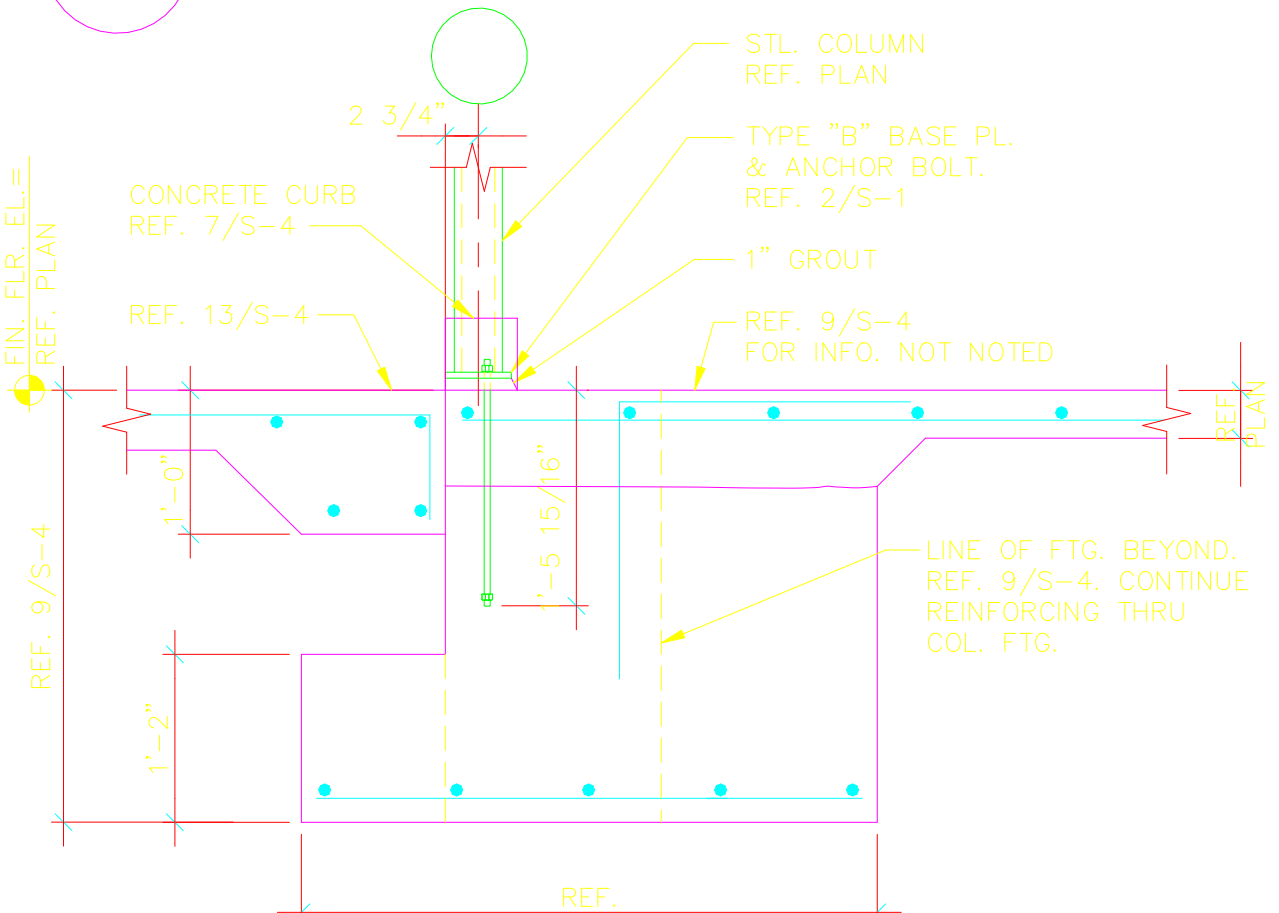 STL. COLUMN
REF. PLAN
2 3/4"
TYPE "B" BASE PL.
& ANCHOR BOLT.
REF. 2/S-1
CONCRETE CURB
REF. 7/S-4
FIN. FLR. EL.=
REF. PLAN
1" GROUT
REF. 13/S-4
REF. 9/S-4
FOR INFO. NOT NOTED
REF.
PLAN
1'-0"
1'-5 15/16"
REF. 9/S-4
LINE OF FTG. BEYOND.
REF. 9/S-4. CONTINUE
REINFORCING THRU
COL. FTG.
1'-2"
REF.